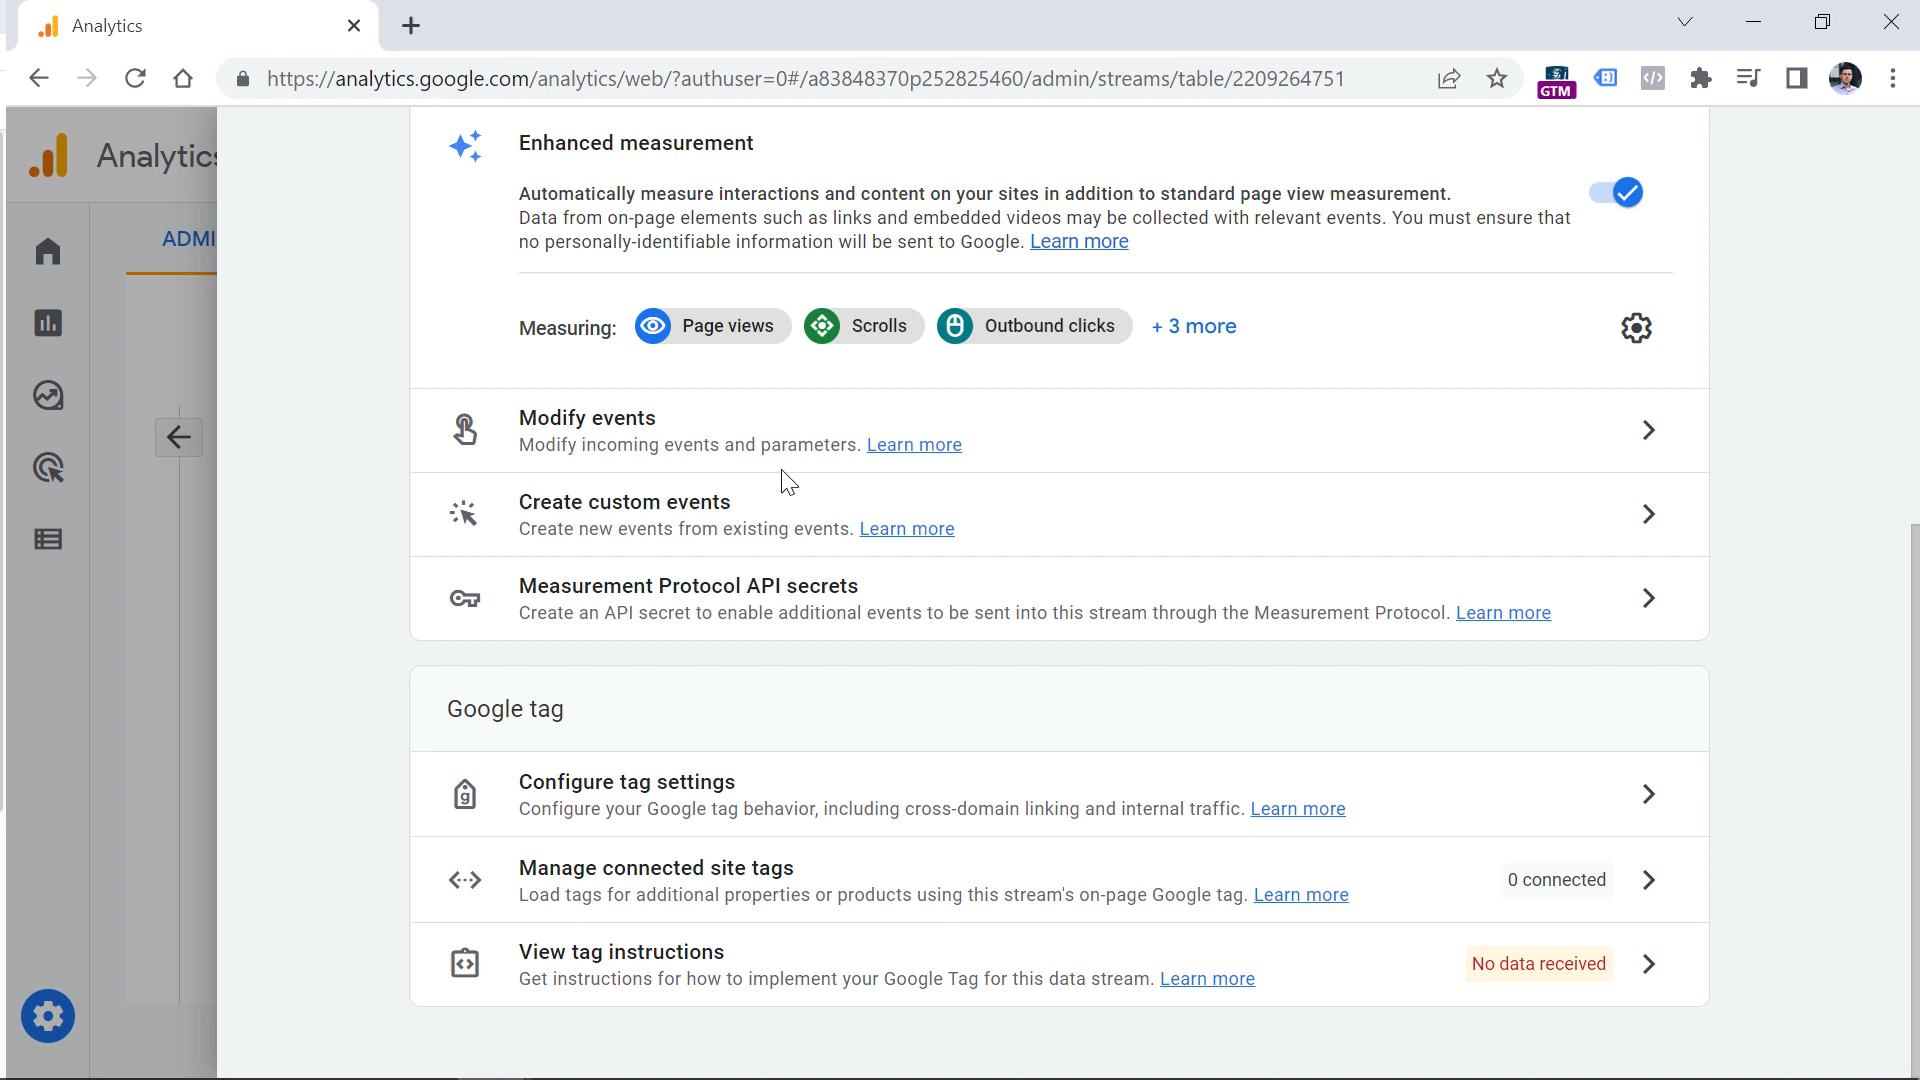 Analytics
https://analytics.google.com/analytics/web/?authuser=0#/a83848370p252825460/admin/streams/table/2209264751
GTM
Analytics
ADMI
Enhanced measurement
Automatically measure interactions and content on your sites in addition to standard page view measurement.
Data from on-page elements such as links and embedded videos may be collected with relevant events. You must ensure that
no personally-identifiable information will be sent to Google. Learn more
Measuring: Page views Scrolls Outbound clicks + 3 more
Modify events
Modify incoming events and parameters. Learn more
Create custom events
Create new events from existing events. Learn more
Measurement Protocol API secrets
Create an API secret to enable additional events to be sent into this stream through the Measurement Protocol. Learn more
Google tag
Configure tag settings
Configure your Google tag behavior, including cross-domain linking and internal traffic. Learn more
Manage connected site tags
Load tags for additional properties or products using this stream's on-page Google tag. Learn more
0 connected
View tag instructions
Get instructions for how to implement your Google Tag for this data stream. Learn more
No data received